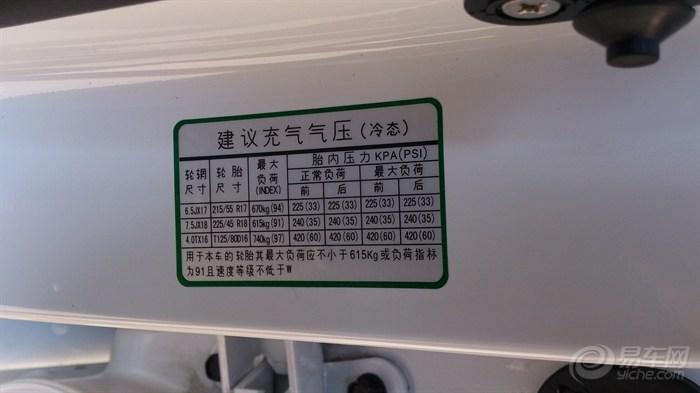 建议充气气压(冷态)
轮辋尺寸 轮胎尺寸 最大负荷(INDEX) 胎内压力 KPA(PSI)
正常负荷 最大负荷
前 后 前 后
6.5JX17 215/55 R17 670kg(94) 225(33) 225(33) 225(33) 225(33)
7.5JX18 225/45 R18 615kg(91) 240(35) 240(35) 240(35) 240(35)
4.0TX16 T125/80D16 740kg(97) 420(60) 420(60) 420(60) 420(60)
用于本车的轮胎其最大负荷应不小于615Kg或负荷指标
为91且速度等级不低于W
易车网
yiche.com